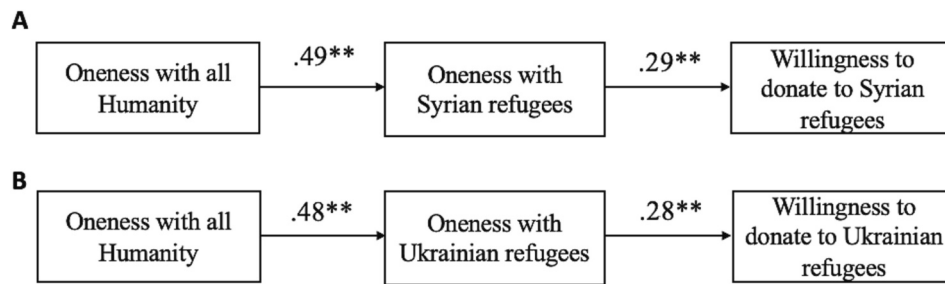 A
.49**
.29**
Oneness with all
Humanity
Oneness with
Syrian refugees
Willingness to
donate to Syrian
refugees
B
.48**
.28**
Oneness with all
Humanity
Oneness with
Ukrainian refugees
Willingness to
donate to Ukrainian
refugees